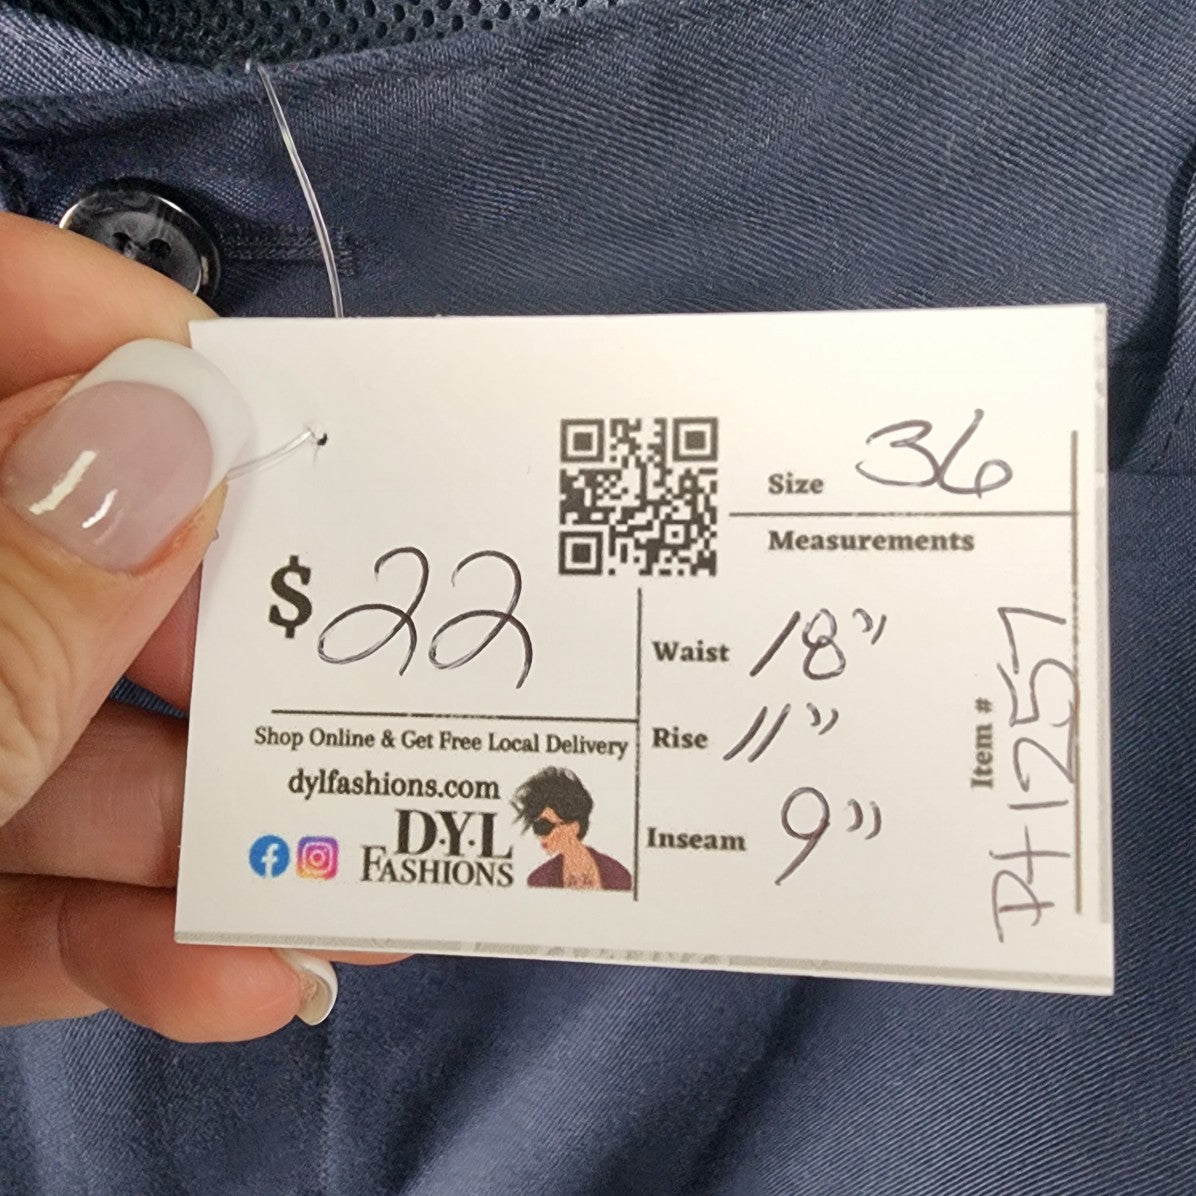 Size 36
Measurements
$22
Waist 18"
Rise 11"
Inseam 9"
Shop Online & Get Free Local Delivery
dylfashions.com
D·Y·L
FASHIONS
Item # P+1257